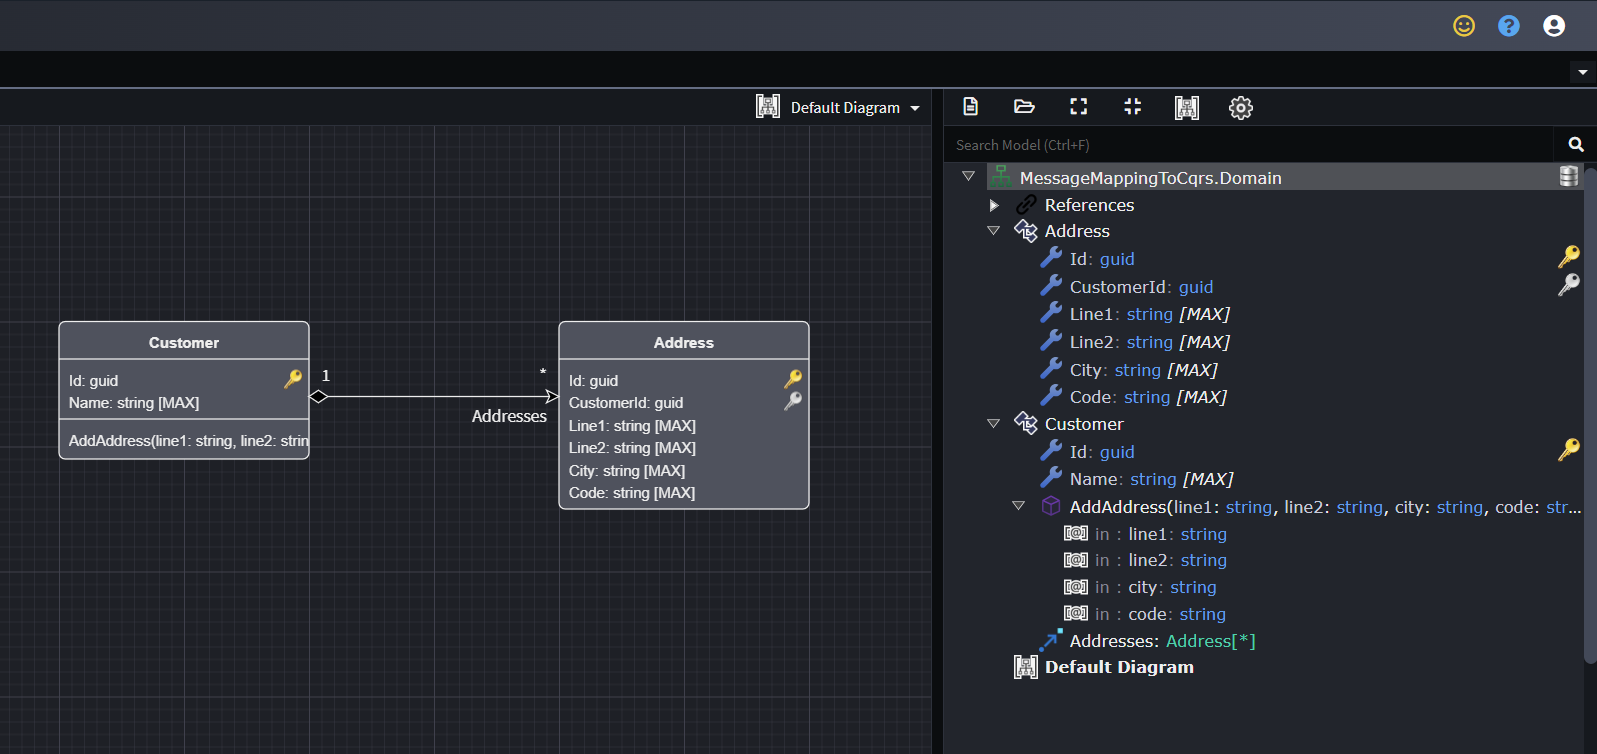 Default Diagram
Search Model (Ctrl+F)
MessageMappingToCqrs.Domain
References
Address
Id: guid
CustomerId: guid
Line1: string [MAX]
Line2: string [MAX]
City: string [MAX]
Code: string [MAX]
Customer
Id: guid
Name: string [MAX]
AddAddress(line1: string, line2: string, city: string, code: str...
in : line1: string
in : line2: string
in : city: string
in : code: string
Addresses: Address[*]
Default Diagram
Customer
Id: guid
Name: string [MAX]
AddAddress(line1: string, line2: strin
1
*
Addresses
Address
Id: guid
CustomerId: guid
Line1: string [MAX]
Line2: string [MAX]
City: string [MAX]
Code: string [MAX]